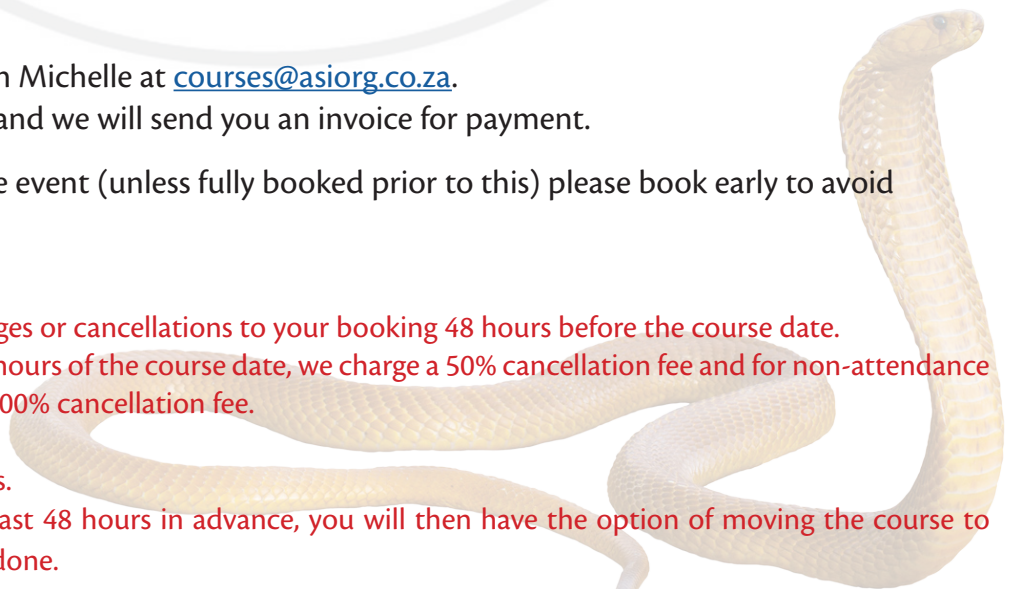 n Michelle at courses@asiorg.co.za.
and we will send you an invoice for payment.
e event (unless fully booked prior to this) please book early to avoid
ges or cancellations to your booking 48 hours before the course date.
hours of the course date, we charge a 50% cancellation fee and for non-attendance
00% cancellation fee.
s.
ast 48 hours in advance, you will then have the option of moving the course to
done.